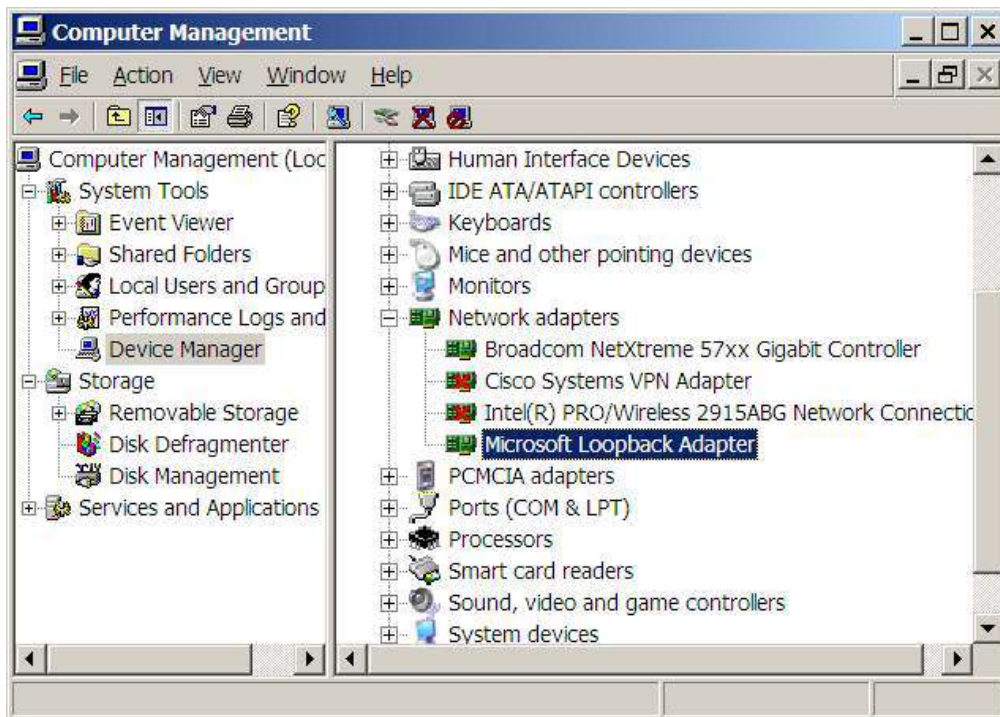 Computer Management
File Action View Window Help
Computer Management (Loc
System Tools
Event Viewer
Shared Folders
Local Users and Group
Performance Logs and
Device Manager
Storage
Removable Storage
Disk Defragmenter
Disk Management
Services and Applications
Human Interface Devices
IDE ATA/ATAPI controllers
Keyboards
Mice and other pointing devices
Monitors
Network adapters
Broadcom NetXtreme 57xx Gigabit Controller
Cisco Systems VPN Adapter
Intel(R) PRO/Wireless 2915ABG Network Connectic
Microsoft Loopback Adapter
PCMCIA adapters
Ports (COM & LPT)
Processors
Smart card readers
Sound, video and game controllers
System devices